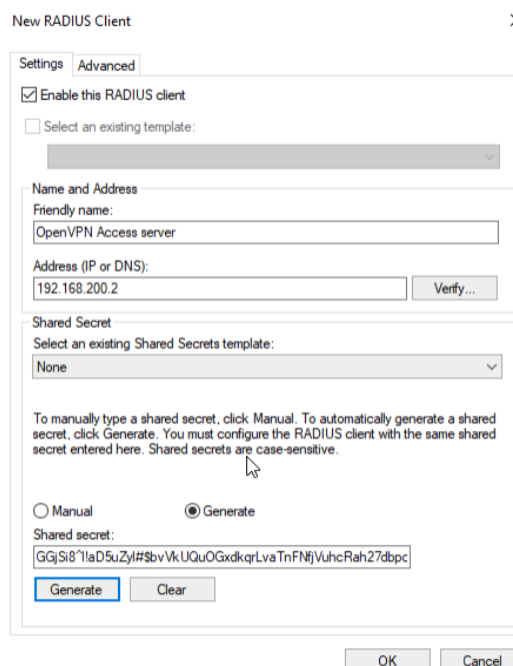 New RADIUS Client
Settings Advanced
Enable this RADIUS client
Select an existing template:
Name and Address
Friendly name:
OpenVPN Access server
Address (IP or DNS):
192.168.200.2 Verify...
Shared Secret
Select an existing Shared Secrets template:
None
To manually type a shared secret, click Manual. To automatically generate a shared
secret, click Generate. You must configure the RADIUS client with the same shared
secret entered here. Shared secrets are case-sensitive.
Manual Generate
Shared secret:
Generate Clear
OK Cancel